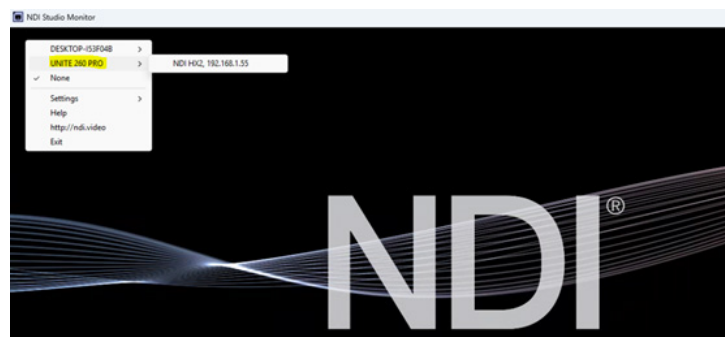 NDI Studio Monitor
DESKTOP-I53F04B >
UNITE 260 PRO > NDI HX2, 192.168.1.55
✓ None
Settings >
Help
http://ndi.video
Exit
NDI®